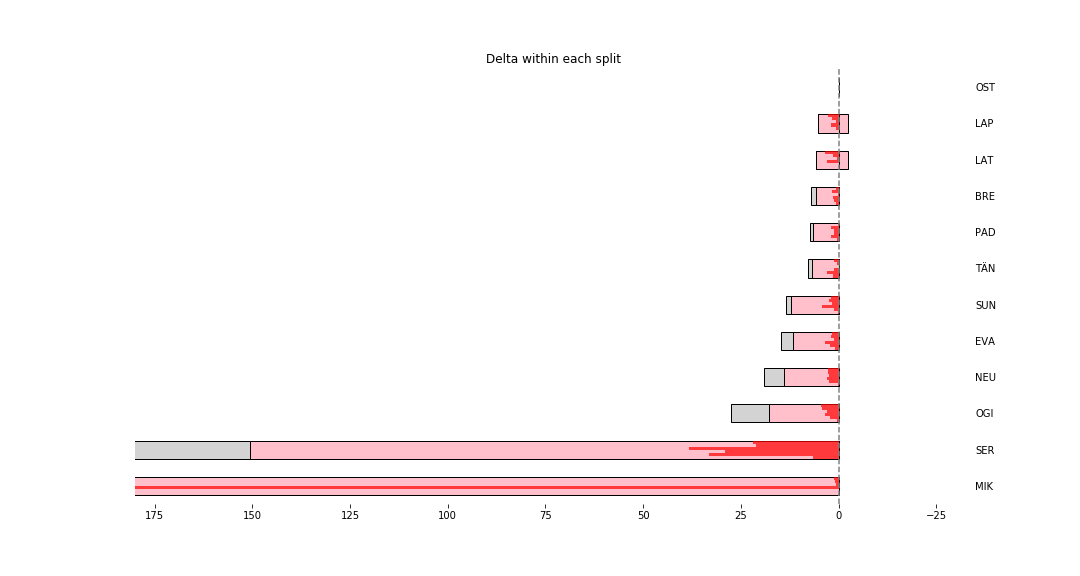 Delta within each split
OST
LAP
LAT
BRE
PAD
TÄN
SUN
EVA
NEU
OGI
SER
MIK
175 150 125 100 75 50 25 0 −25